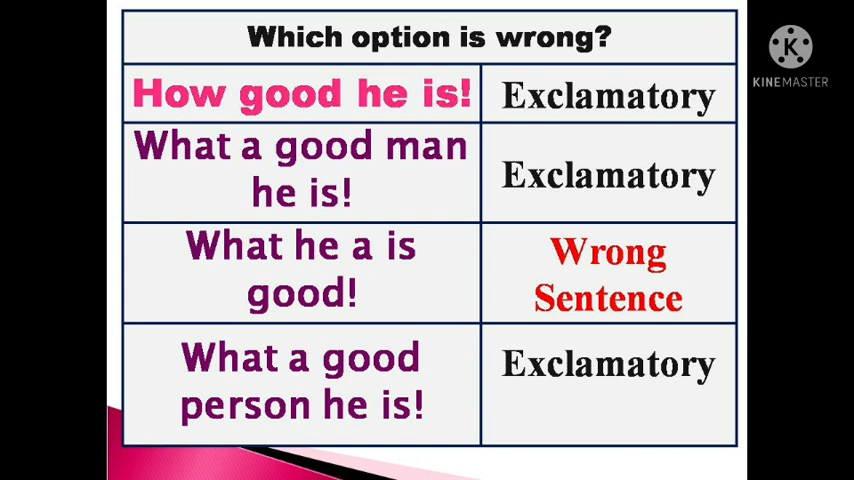 Which option is wrong?
How good he is!
Exclamatory
What a good man
he is!
Exclamatory
What he a is
good!
Wrong
Sentence
What a good
person he is!
Exclamatory
K
KINEMASTER